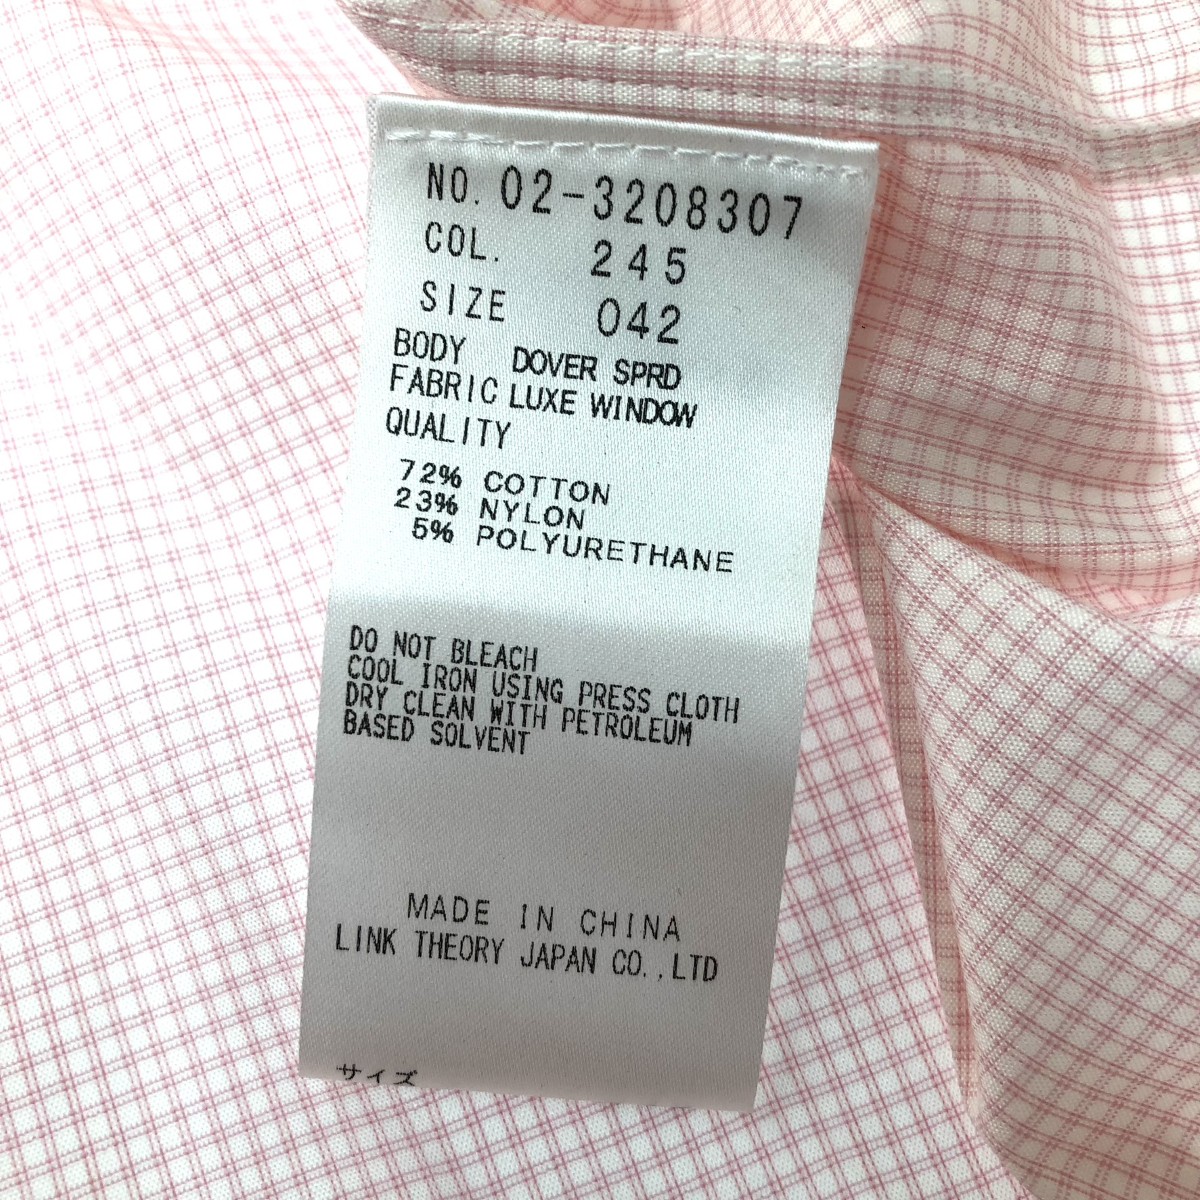 NO. 02-3208307
COL. 245
SIZE 042
BODY DOVER SPRD
FABRIC LUXE WINDOW
QUALITY
72% COTTON
23% NYLON
5% POLYURETHANE
DO NOT BLEACH
COOL IRON USING PRESS CLOTH
DRY CLEAN WITH PETROLEUM
BASED SOLVENT
MADE IN CHINA
LINK THEORY JAPAN CO.,LTD
サイズ